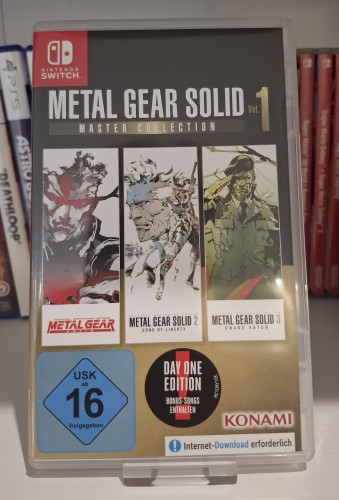 NINTENDO
SWITCH
METAL GEAR SOLID Vol. 1
MASTER COLLECTION
METAL GEAR
SOLID
METAL GEAR SOLID 2
SONS OF LIBERTY
METAL GEAR SOLID 3
SNAKE EATER
USK
ab
16
freigegeben
DAY ONE
EDITION
BONUS-SONGS
ENTHALTEN
KONAMI
Internet-Download erforderlich
PS5
DEATHLOOP
ASTRO